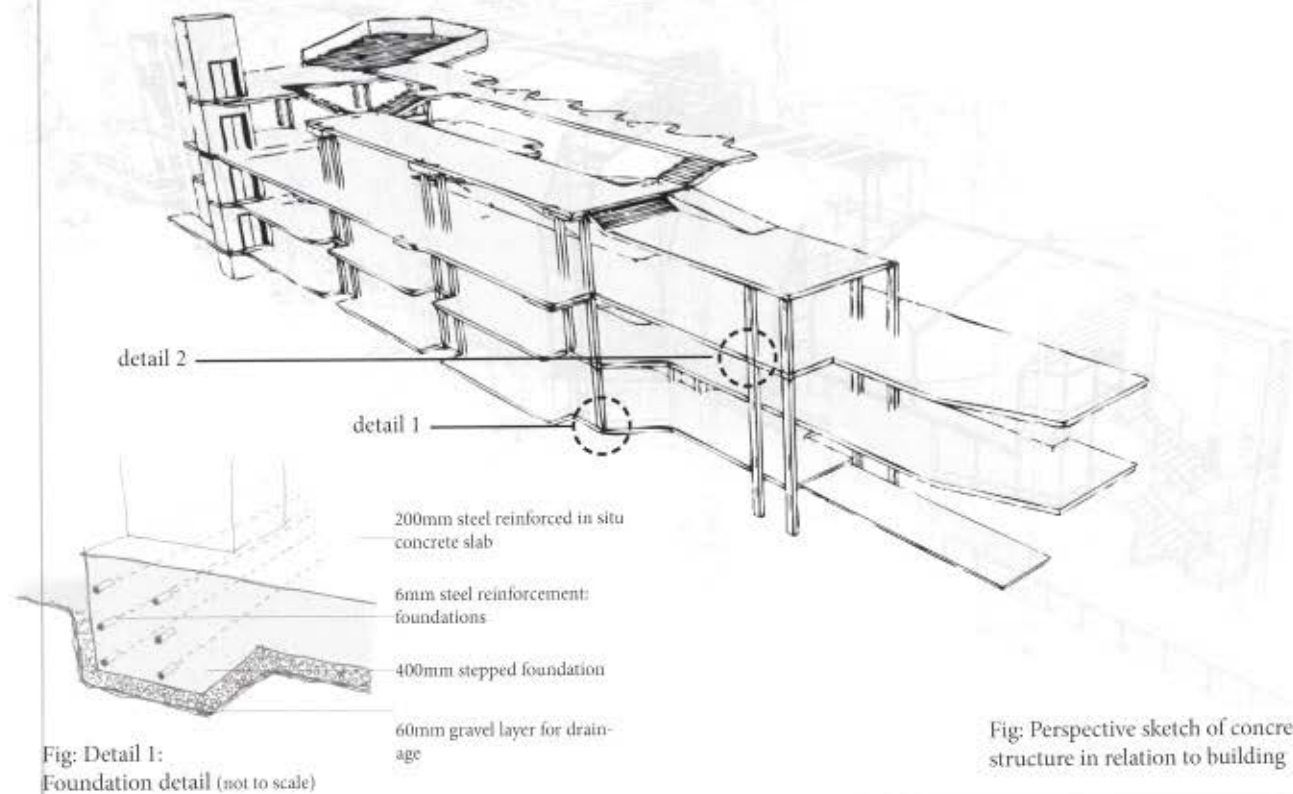 detail 2
detail 1
200mm steel reinforced in situ
concrete slab
6mm steel reinforcement:
foundations
400mm stepped foundation
60mm gravel layer for drain-
age
Fig: Detail 1:
Foundation detail (not to scale)
Fig: Perspective sketch of concre
structure in relation to building